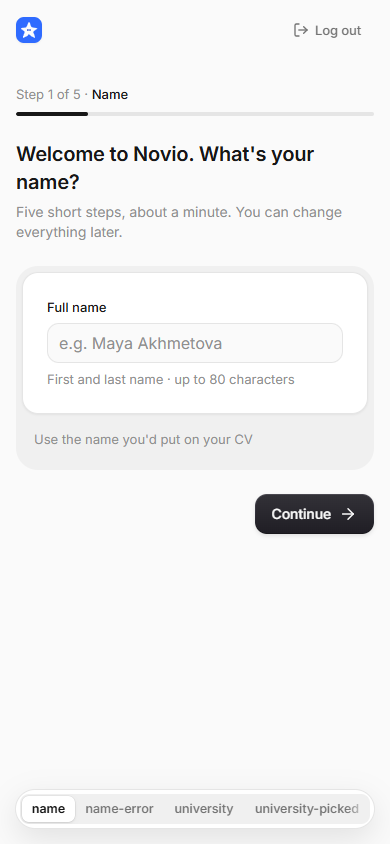 Log out
Step 1 of 5 · Name
Welcome to Novio. What's your
name?
Five short steps, about a minute. You can change
everything later.
Full name
e.g. Maya Akhmetova
First and last name · up to 80 characters
Use the name you'd put on your CV
Continue
name name-error university university-picked